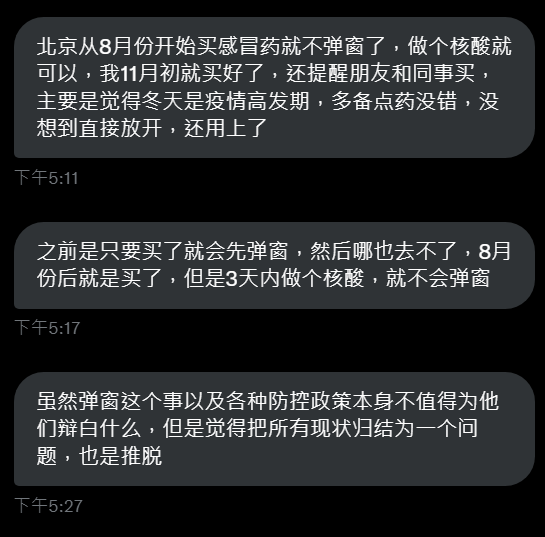 北京从8月份开始买感冒药就不弹窗了，做个核酸就
可以，我11月初就买好了，还提醒朋友和同事买，
主要是觉得冬天是疫情高发期，多备点药没错，没
想到直接放开，还用上了
下午5:11
之前是只要买了就会先弹窗，然后哪也去不了，8月
份后就是买了，但是3天内做个核酸，就不会弹窗
下午5:17
虽然弹窗这个事以及各种防控政策本身不值得为他
们辩白什么，但是觉得把所有现状归结为一个问
题，也是推脱
下午5:27